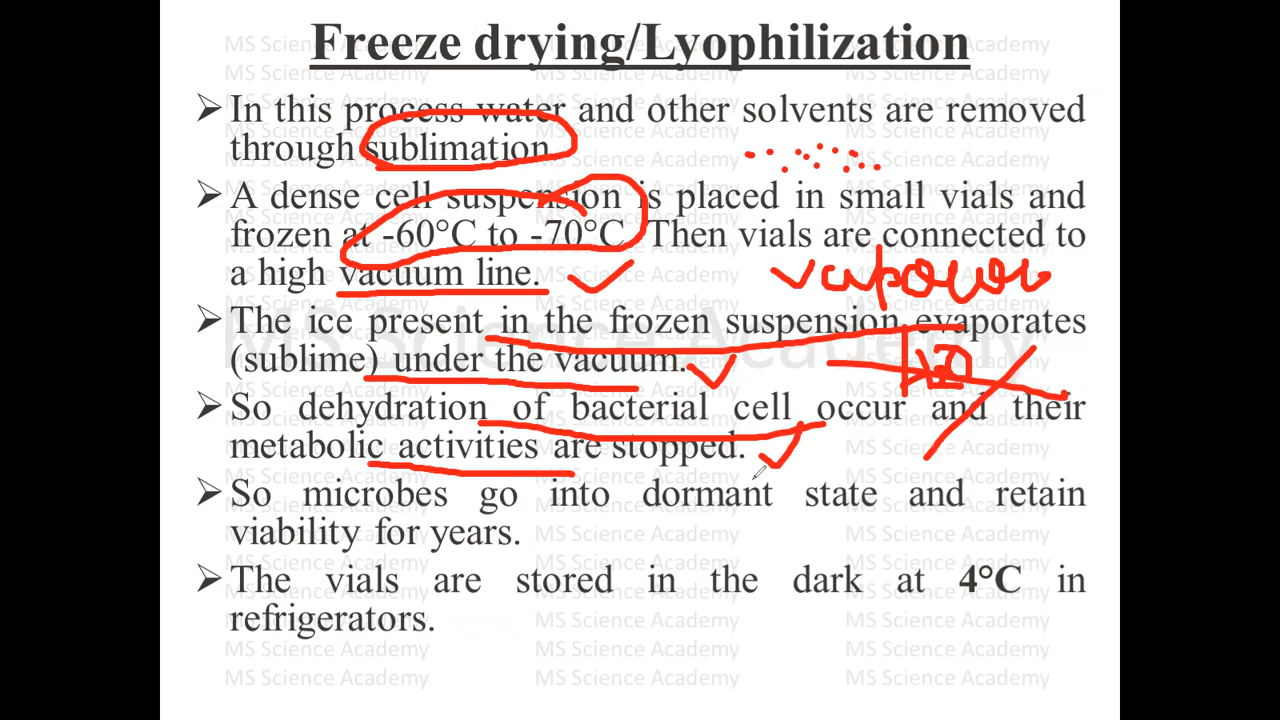 Freeze drying/Lyophilization
➤ In this process water and other solvents are removed
through sublimation.
➤ A dense cell suspension is placed in small vials and
frozen at -60°C to -70°C. Then vials are connected to
a high vacuum line.
vapour
➤ The ice present in the frozen suspension evaporates
(sublime) under the vacuum.
➤ So dehydration of bacterial cell occur and their
metabolic activities are stopped.
➤ So microbes go into dormant state and retain
viability for years.
➤ The vials are stored in the dark at 4°C in
refrigerators.
MS Science Academy